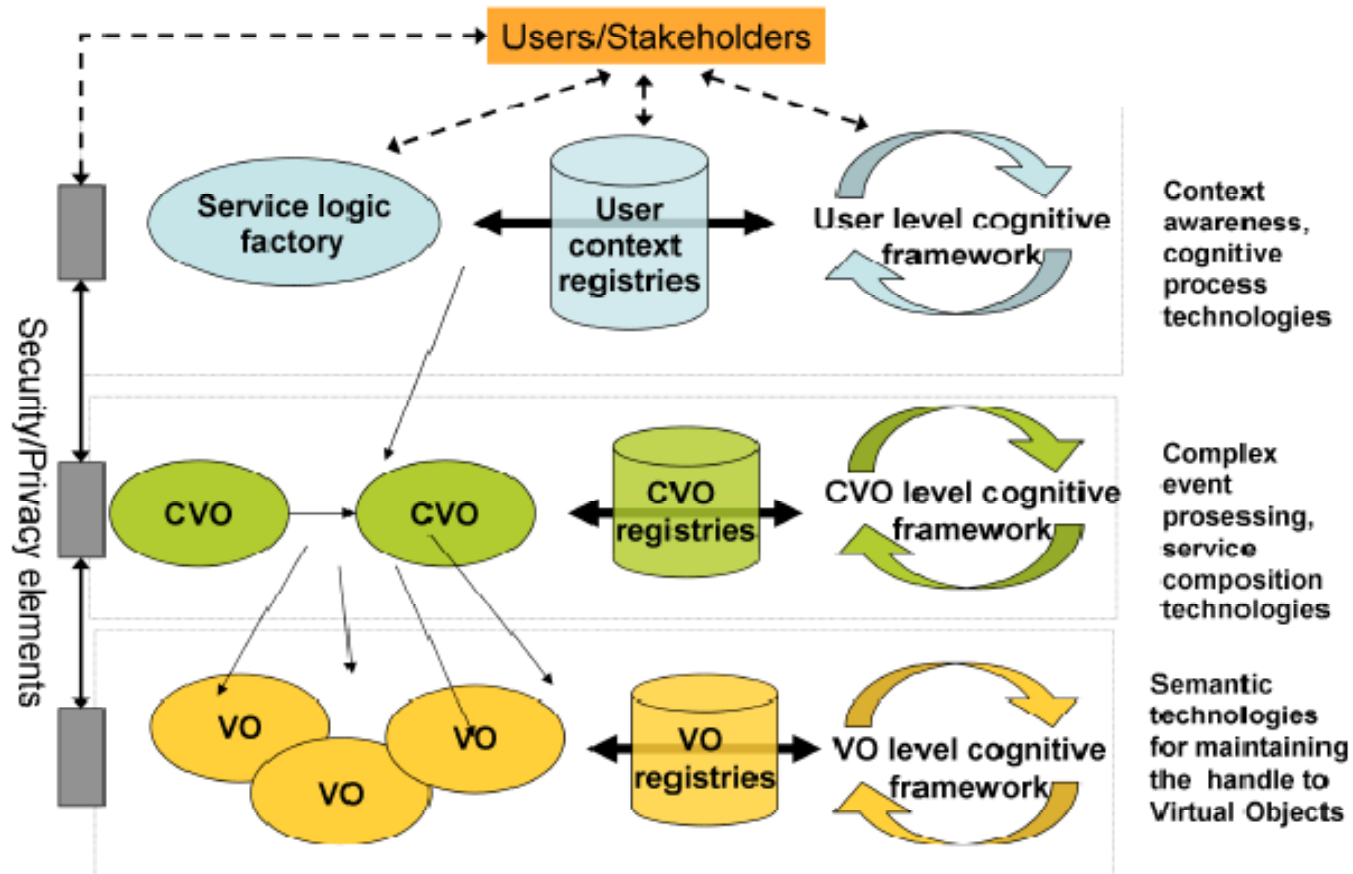 Users/Stakeholders
Service logic
factory
User
context
registries
User level cognitive
framework
Context
awareness,
cognitive
process
technologies
Security/Privacy elements
CVO
CVO
CVO
registries
CVO level cognitive
framework
Complex
event
prosessing,
service
composition
technologies
VO
VO
VO
VO
registries
VO level cognitive
framework
Semantic
technologies
for maintaining
the handle to
Virtual Objects